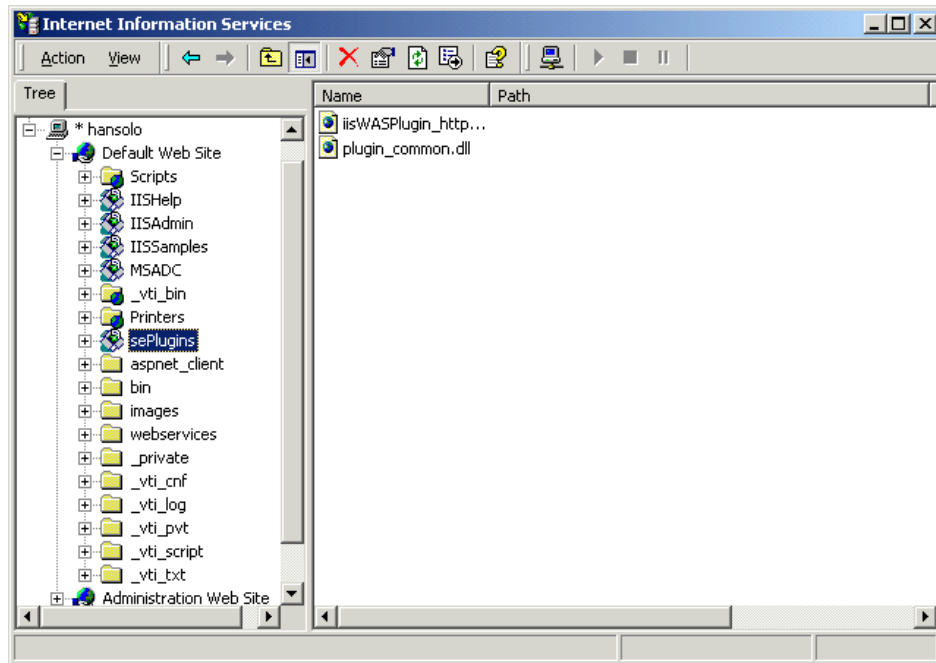 Internet Information Services
Action View
Tree
Name Path
* hansolo
Default Web Site
Scripts
IISHelp
IISAdmin
IISSamples
MSADC
_vti_bin
Printers
sePlugins
aspnet_client
bin
images
webservices
_private
_vti_cnf
_vti_log
_vti_pvt
_vti_script
_vti_txt
Administration Web Site
iisWASPlugin_http...
plugin_common.dll